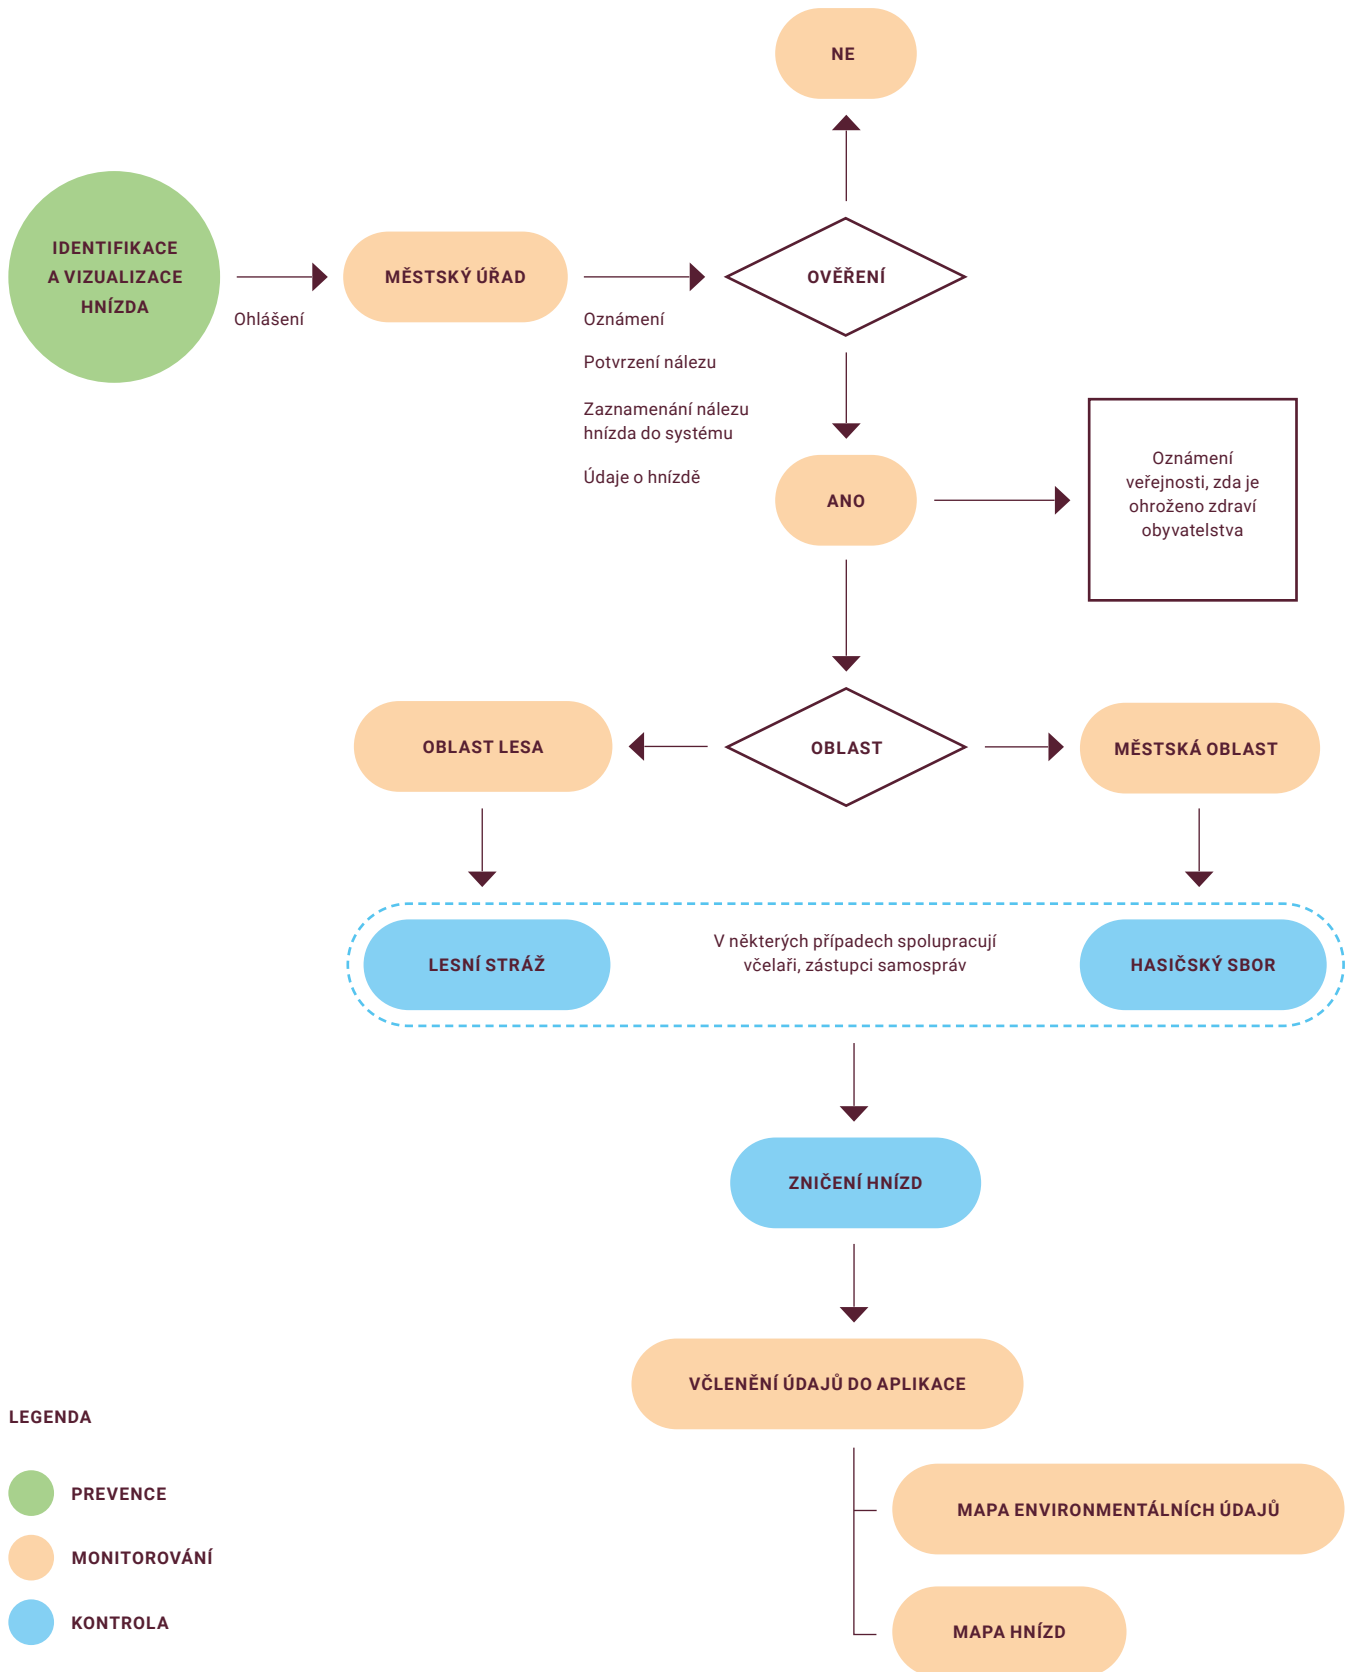 NE
IDENTIFIKACE
A VIZUALIZACE
HNÍZDA
Ohlášení
MĚSTSKÝ ÚŘAD
Oznámení
Potvrzení nálezu
Zaznamenání nálezu
hnízda do systému
Údaje o hnízdě
OVĚŘENÍ
ANO
Oznámení
veřejnosti, zda je
ohroženo zdraví
obyvatelstva
OBLAST LESA
OBLAST
MĚSTSKÁ OBLAST
LESNÍ STRÁŽ
V některých případech spolupracují
včelaři, zástupci samospráv
HASIČSKÝ SBOR
ZNIČENÍ HNÍZD
VČLENĚNÍ ÚDAJŮ DO APLIKACE
MAPA ENVIRONMENTÁLNÍCH ÚDAJŮ
MAPA HNÍZD
LEGENDA
PREVENCE
MONITOROVÁNÍ
KONTROLA